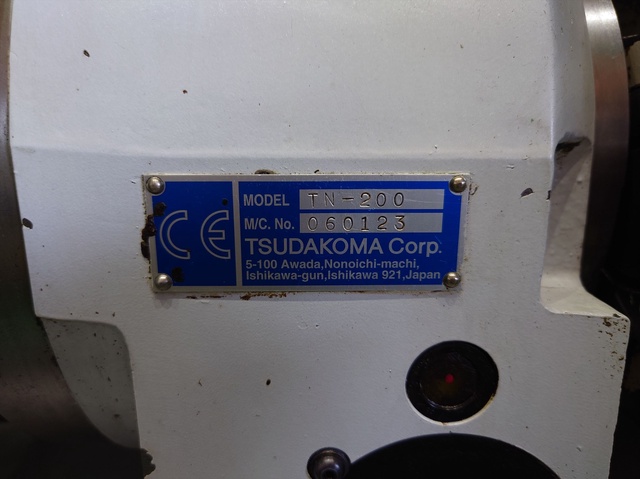 CE
MODEL TN-200
M/C. No. 060123
TSUDAKOMA Corp.
5-100 Awada,Nonoichi-machi,
Ishikawa-gun,Ishikawa 921,Japan